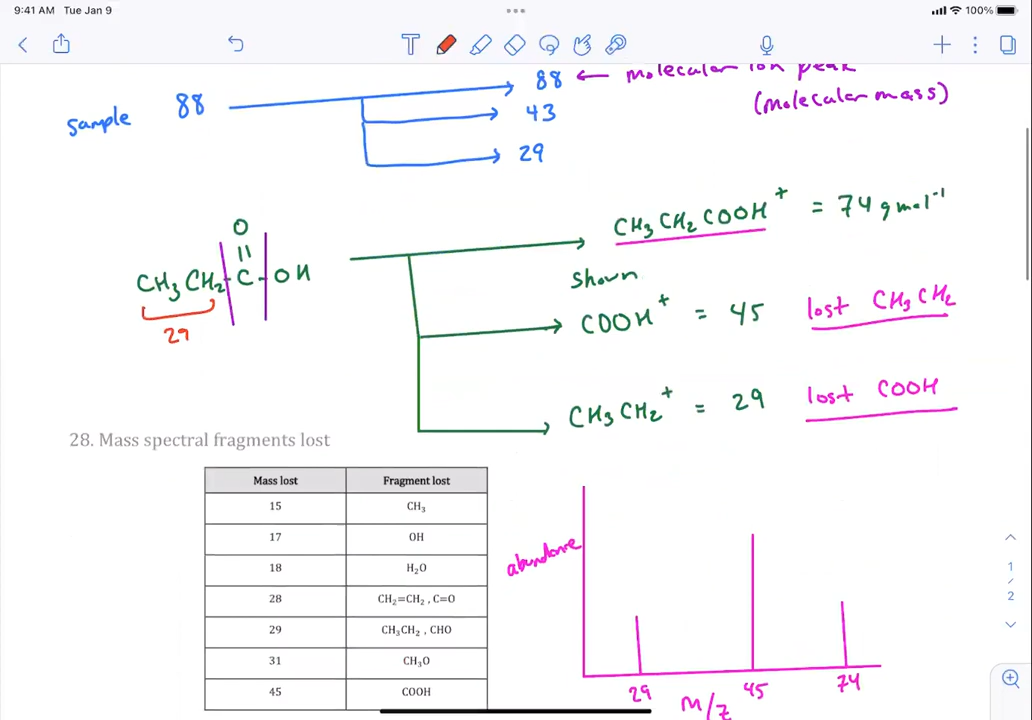 9:41 AM Tue Jan 9
100%
T
88 ← molecular ion peak
(molecular mass)
Sample 88
43
29
CH₃CH₂COOH⁺ = 74 g mol⁻¹
O
CH₃CH₂-C-OH
29
Shown
COOH⁺ = 45 lost CH₃CH₂
CH₃CH₂⁺ = 29 lost COOH
28. Mass spectral fragments lost
Mass lost Fragment lost
15 CH₃
17 OH
18 H₂O
28 CH₂=CH₂ , C=O
29 CH₃CH₂ , CHO
31 CH₃O
45 COOH
abundance
29 45 74
M/Z
1
/
2